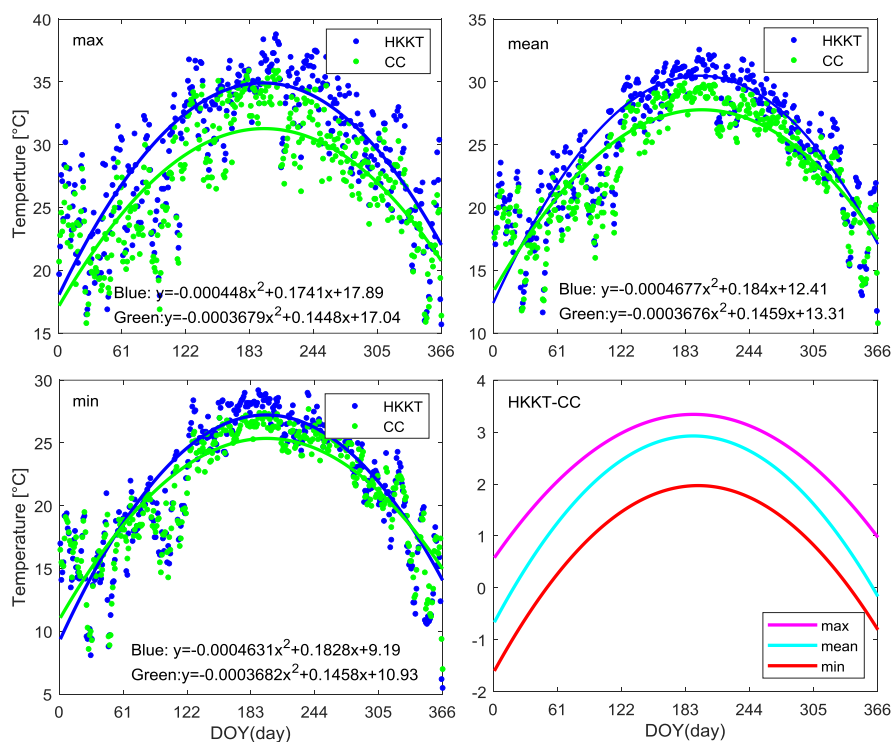 max
HKKT
CC
40
35
30
25
20
15
Temperture [°C]
Blue: y=-0.000448x²+0.1741x+17.89
Green:y=-0.0003679x²+0.1448x+17.04
0 61 122 183 244 305 366
mean
HKKT
CC
35
30
25
20
15
10
Blue: y=-0.0004677x²+0.184x+12.41
Green:y=-0.0003676x²+0.1459x+13.31
0 61 122 183 244 305 366
min
HKKT
CC
30
25
20
15
10
5
Temperature [°C]
Blue: y=-0.0004631x²+0.1828x+9.19
Green:y=-0.0003682x²+0.1458x+10.93
0 61 122 183 244 305 366
DOY(day)
HKKT-CC
4
3
2
1
0
-1
-2
max
mean
min
0 61 122 183 244 305 366
DOY(day)